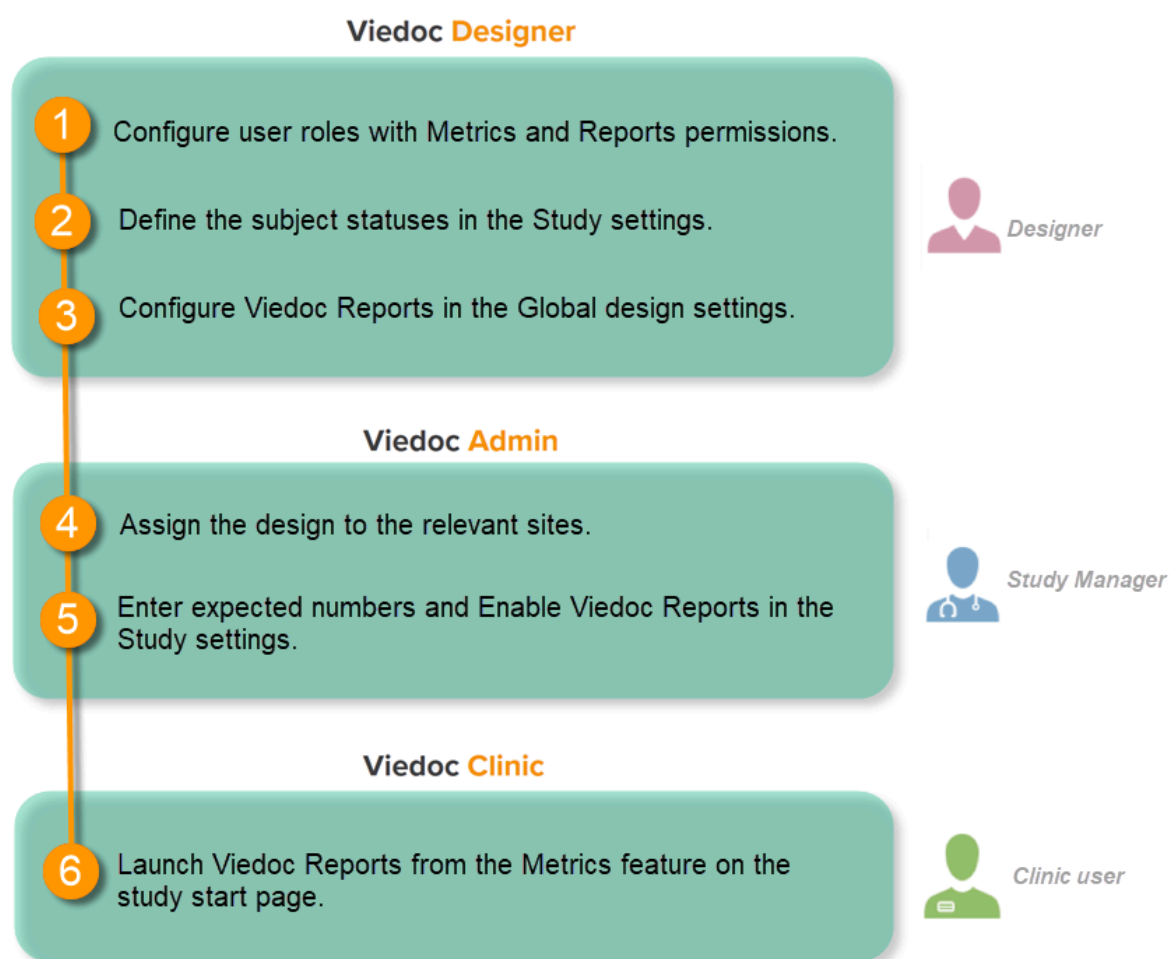 Viedoc Designer
1
Configure user roles with Metrics and Reports permissions.
2
Define the subject statuses in the Study settings.
3
Configure Viedoc Reports in the Global design settings.
Designer
Viedoc Admin
4
Assign the design to the relevant sites.
5
Enter expected numbers and Enable Viedoc Reports in the
Study settings.
Study Manager
Viedoc Clinic
6
Launch Viedoc Reports from the Metrics feature on the
study start page.
Clinic user